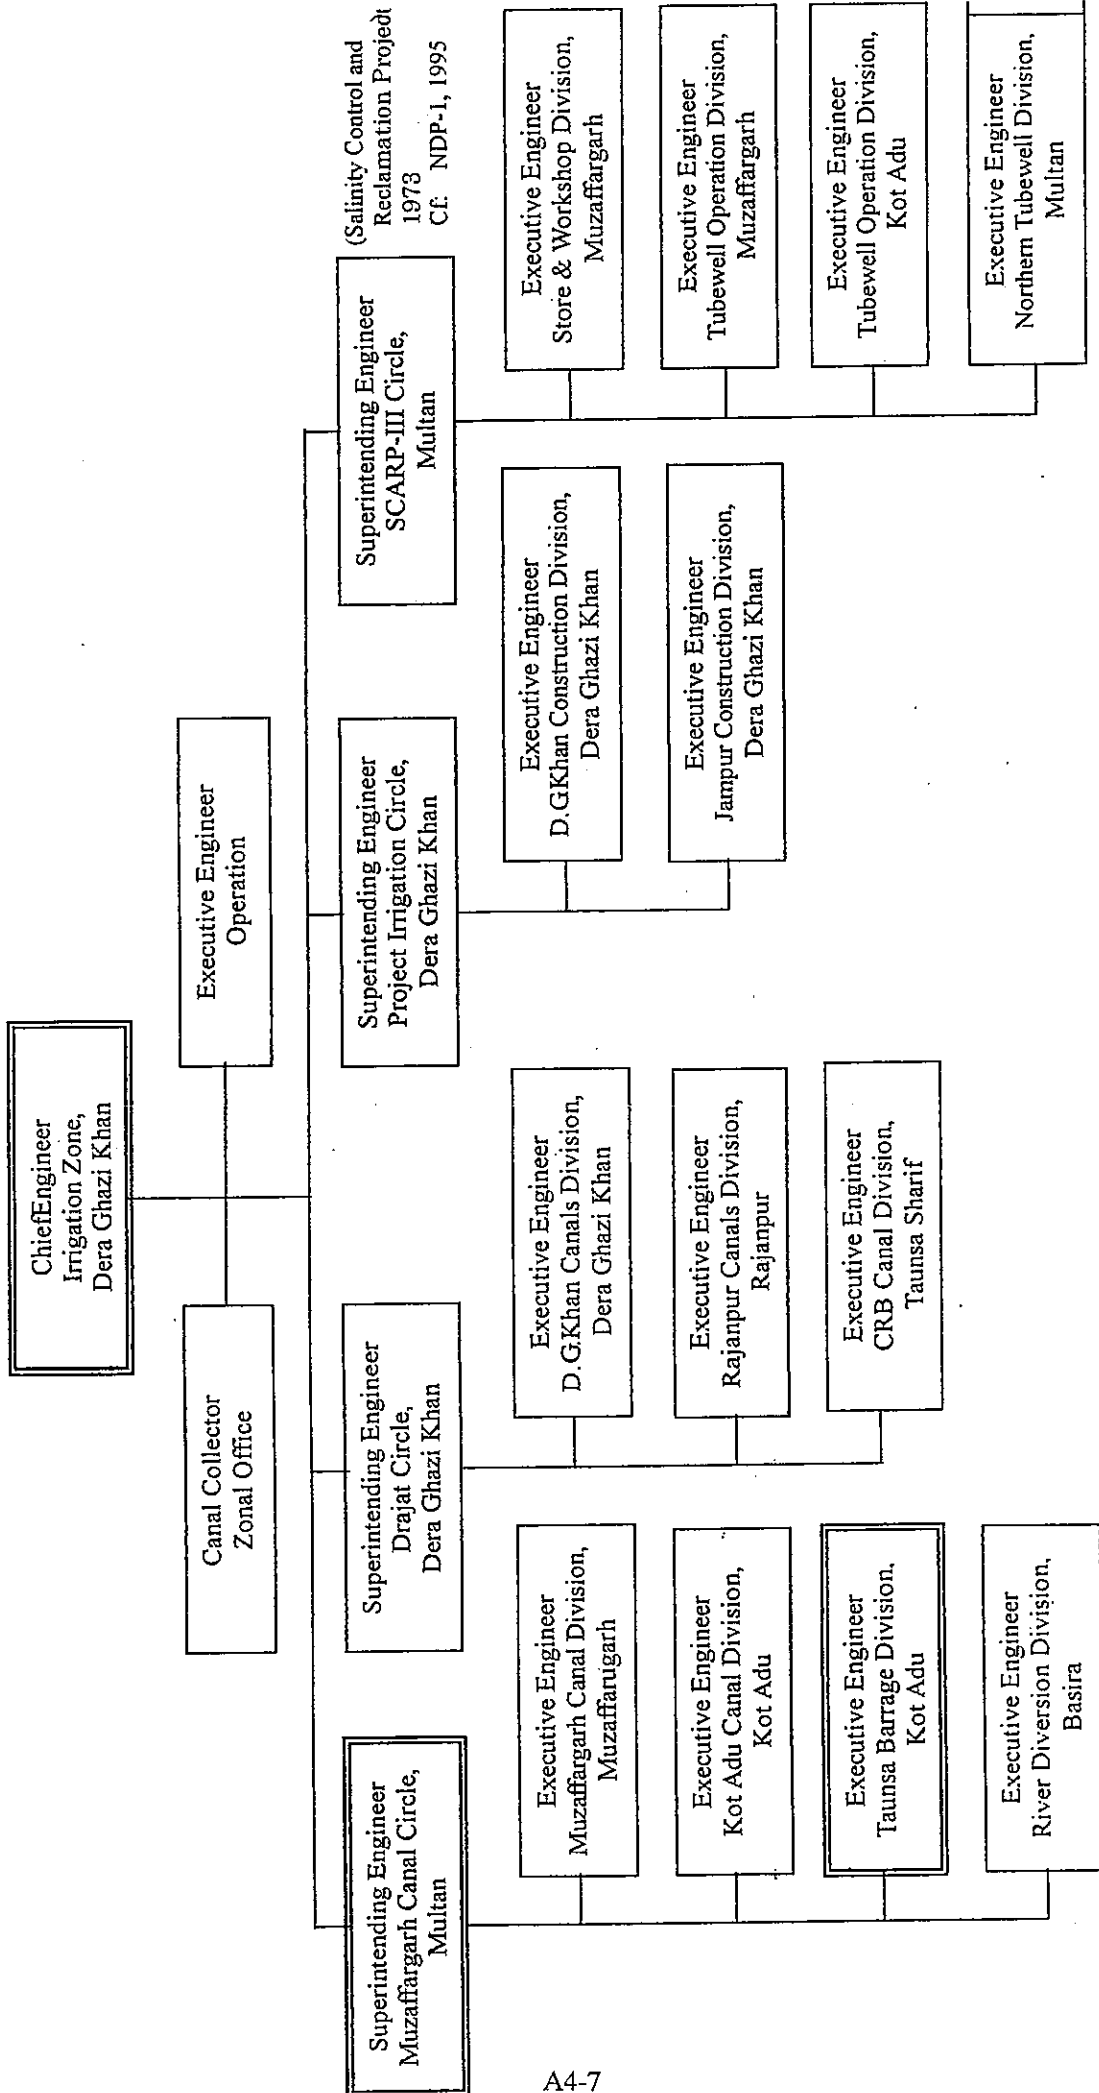 ChiefEngineer
Irrigation Zone,
Dera Ghazi Khan
Canal Collector
Zonal Office
Executive Engineer
Operation
Superintending Engineer
Muzaffargarh Canal Circle,
Multan
Superintending Engineer
Drajat Circle,
Dera Ghazi Khan
Superintending Engineer
Project Irrigation Circle,
Dera Ghazi Khan
Superintending Engineer
SCARP-III Circle,
Multan
(Salinity Control and
Reclamation Project
1973
Cf: NDP-1, 1995
Executive Engineer
Muzaffargarh Canal Division,
Muzaffarugarh
Executive Engineer
Kot Adu Canal Division,
Kot Adu
Executive Engineer
Taunsa Barrage Division,
Kot Adu
Executive Engineer
River Diversion Division,
Basira
Executive Engineer
D.G.Khan Canals Division,
Dera Ghazi Khan
Executive Engineer
Rajanpur Canals Division,
Rajanpur
Executive Engineer
CRB Canal Division,
Taunsa Sharif
Executive Engineer
D.GKhan Construction Division,
Dera Ghazi Khan
Executive Engineer
Jampur Construction Division,
Dera Ghazi Khan
Executive Engineer
Store & Workshop Division,
Muzaffargarh
Executive Engineer
Tubewell Operation Division,
Muzaffargarh
Executive Engineer
Tubewell Operation Division,
Kot Adu
Executive Engineer
Northern Tubewell Division,
Multan
A4-7